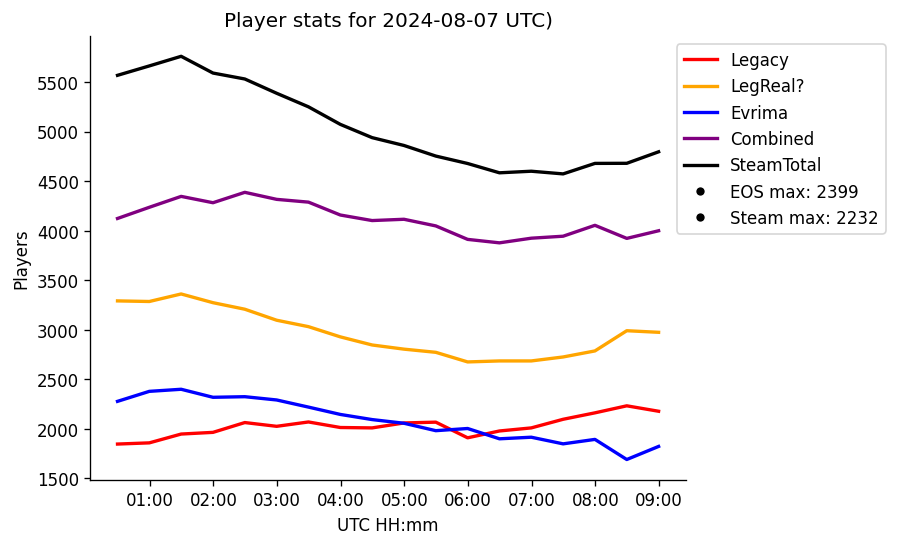 Player stats for 2024-08-07 UTC)
Legacy
LegReal?
Evrima
Combined
SteamTotal
EOS max: 2399
Steam max: 2232
Players
5500
5000
4500
4000
3500
3000
2500
2000
1500
01:00 02:00 03:00 04:00 05:00 06:00 07:00 08:00 09:00
UTC HH:mm